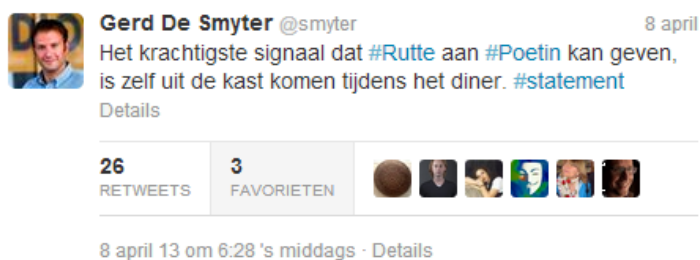 Gerd De Smyter @smyter 8 april
Het krachtigste signaal dat #Rutte aan #Poetin kan geven,
is zelf uit de kast komen tijdens het diner. #statement
Details
26 3
RETWEETS FAVORIETEN
8 april 13 om 6:28 's middags · Details